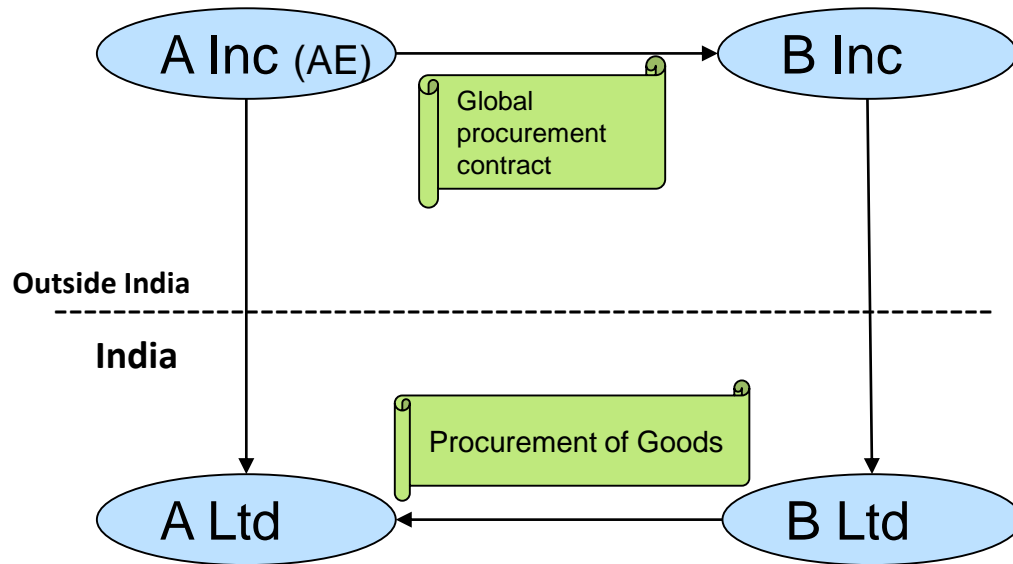 A Inc (AE)
B Inc
Global
procurement
contract
Outside India
India
Procurement of Goods
A Ltd
B Ltd